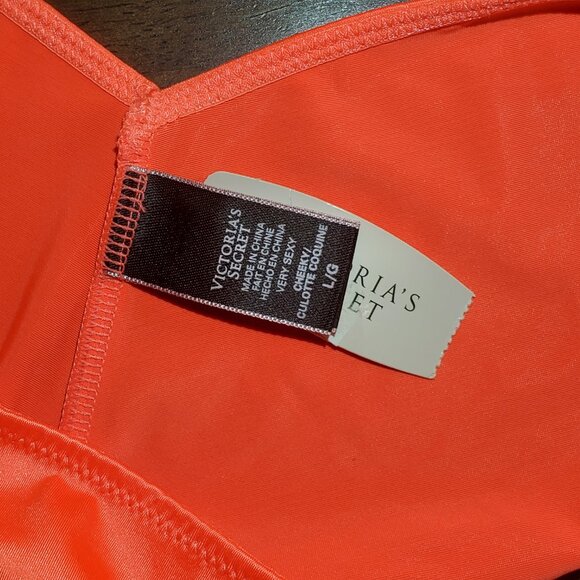 VICTORIA'S
SECRET
MADE IN CHINA
FAIT EN CHINE
HECHO EN CHINA
VERY SEXY
CHEEKY/
CULOTTE COQUINE
L/G
RIA'S
ET